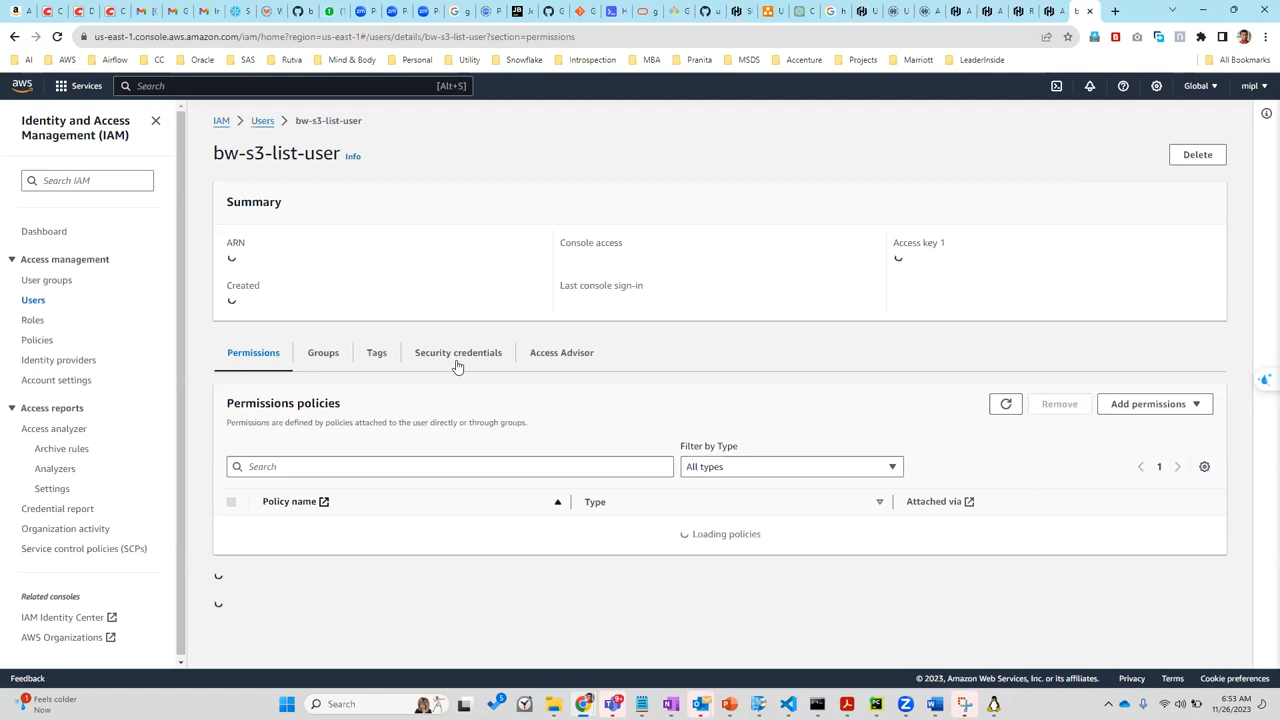 us-east-1.console.aws.amazon.com/iam/home?region=us-east-1#/users/details/bw-s3-list-user?section=permissions
AI
AWS
Airflow
CC
Oracle
SAS
Rutva
Mind & Body
Personal
Utility
Snowflake
Introspection
MBA
Pranita
MSDS
Accenture
Projects
Marriott
LeaderInside
All Bookmarks
aws
Services
Search
[Alt+S]
Global
mipl
Identity and Access
Management (IAM)
Search IAM
Dashboard
Access management
User groups
Users
Roles
Policies
Identity providers
Account settings
Access reports
Access analyzer
Archive rules
Analyzers
Settings
Credential report
Organization activity
Service control policies (SCPs)
Related consoles
IAM Identity Center
AWS Organizations
IAM > Users > bw-s3-list-user
bw-s3-list-user Info
Delete
Summary
ARN
Console access
Access key 1
Created
Last console sign-in
Permissions
Groups
Tags
Security credentials
Access Advisor
Permissions policies
Remove
Add permissions
Permissions are defined by policies attached to the user directly or through groups.
Filter by Type
Search
All types
1
Policy name
Type
Attached via
Loading policies
Feedback
© 2023, Amazon Web Services, Inc. or its affiliates.
Privacy
Terms
Cookie preferences
Feels colder
Now
Search
6:53 AM
11/26/2023